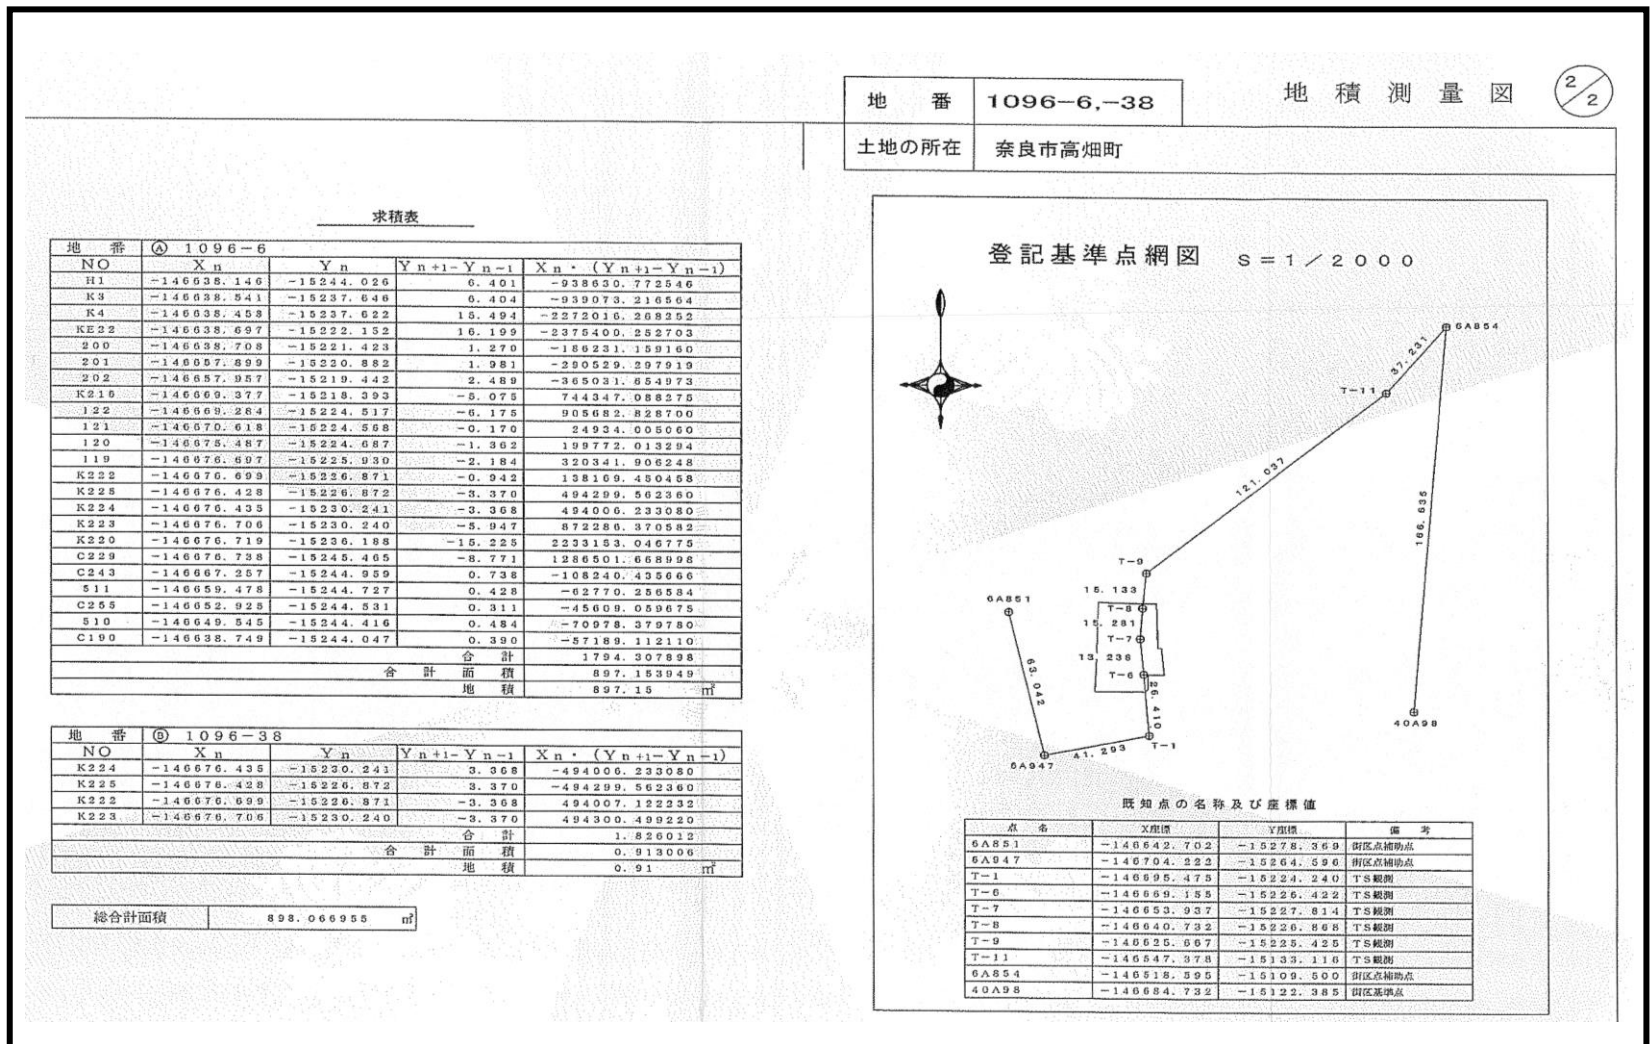 地番 1096-6,-38
地積測量図 2/2
土地の所在 奈良市高畑町
求積表
地番 Ⓐ 1096-6
NO Xn Yn Yn+1-Yn-1 Xn・(Yn+1-Yn-1)
H1 -146638.146 -15244.026 6.401 -938630.772546
K3 -146638.541 -15237.646 6.404 -939073.216564
K4 -146638.458 -15237.622 15.494 -2272016.268252
KE22 -146638.697 -15222.152 16.199 -2375400.252703
200 -146638.708 -15221.423 1.270 -186231.159160
201 -146657.899 -15220.882 1.981 -290529.297919
202 -146657.957 -15219.442 2.489 -365031.654973
K216 -146669.377 -15218.393 -5.075 744347.088275
122 -146669.284 -15224.517 -6.175 905682.828700
121 -146670.618 -15224.568 -0.170 24934.005060
120 -146675.487 -15224.687 -1.362 199772.013294
119 -146676.697 -15225.930 -2.184 320341.906248
K222 -146676.699 -15226.871 -0.942 138169.450458
K225 -146676.428 -15226.872 -3.370 494299.562360
K224 -146676.435 -15230.241 -3.368 494006.233080
K223 -146676.706 -15230.240 -5.947 872286.370582
K220 -146676.719 -15236.188 -15.225 2233153.046775
C229 -146676.738 -15245.465 -8.771 1286501.668998
C243 -146667.257 -15244.959 0.738 -108240.435666
511 -146659.478 -15244.727 0.428 -62770.256584
C255 -146652.925 -15244.531 0.311 -45609.059675
510 -146649.545 -15244.416 0.484 -70978.379780
C190 -146638.749 -15244.047 0.390 -57189.112110
合計 1794.307898
合計面積 897.153949
地積 897.15 ㎡
地番 Ⓑ 1096-38
NO Xn Yn Yn+1-Yn-1 Xn・(Yn+1-Yn-1)
K224 -146676.435 -15230.241 3.368 -494006.233080
K225 -146676.428 -15226.872 3.370 -494299.562360
K222 -146676.699 -15226.871 -3.368 494007.122232
K223 -146676.706 -15230.240 -3.370 494300.499220
合計 1.826012
合計面積 0.913006
地積 0.91 ㎡
総合計面積 898.066955 ㎡
登記基準点網図 S=1/2000
6A854
37.231
T-11
121.037
166.635
T-9
15.133
6A851
T-8
15.281
T-7
13.236
T-6
63.042
26.410
40A98
T-1
41.293
6A947
既知点の名称及び座標値
点名 X座標 Y座標 備考
6A851 -146642.702 -15278.369 街区点補助点
6A947 -146704.222 -15264.596 街区点補助点
T-1 -146695.475 -15224.240 TS観測
T-6 -146669.155 -15226.422 TS観測
T-7 -146653.937 -15227.814 TS観測
T-8 -146640.732 -15226.868 TS観測
T-9 -146625.667 -15225.425 TS観測
T-11 -146547.378 -15133.116 TS観測
6A854 -146518.595 -15109.500 街区点補助点
40A98 -146684.732 -15122.385 街区基準点